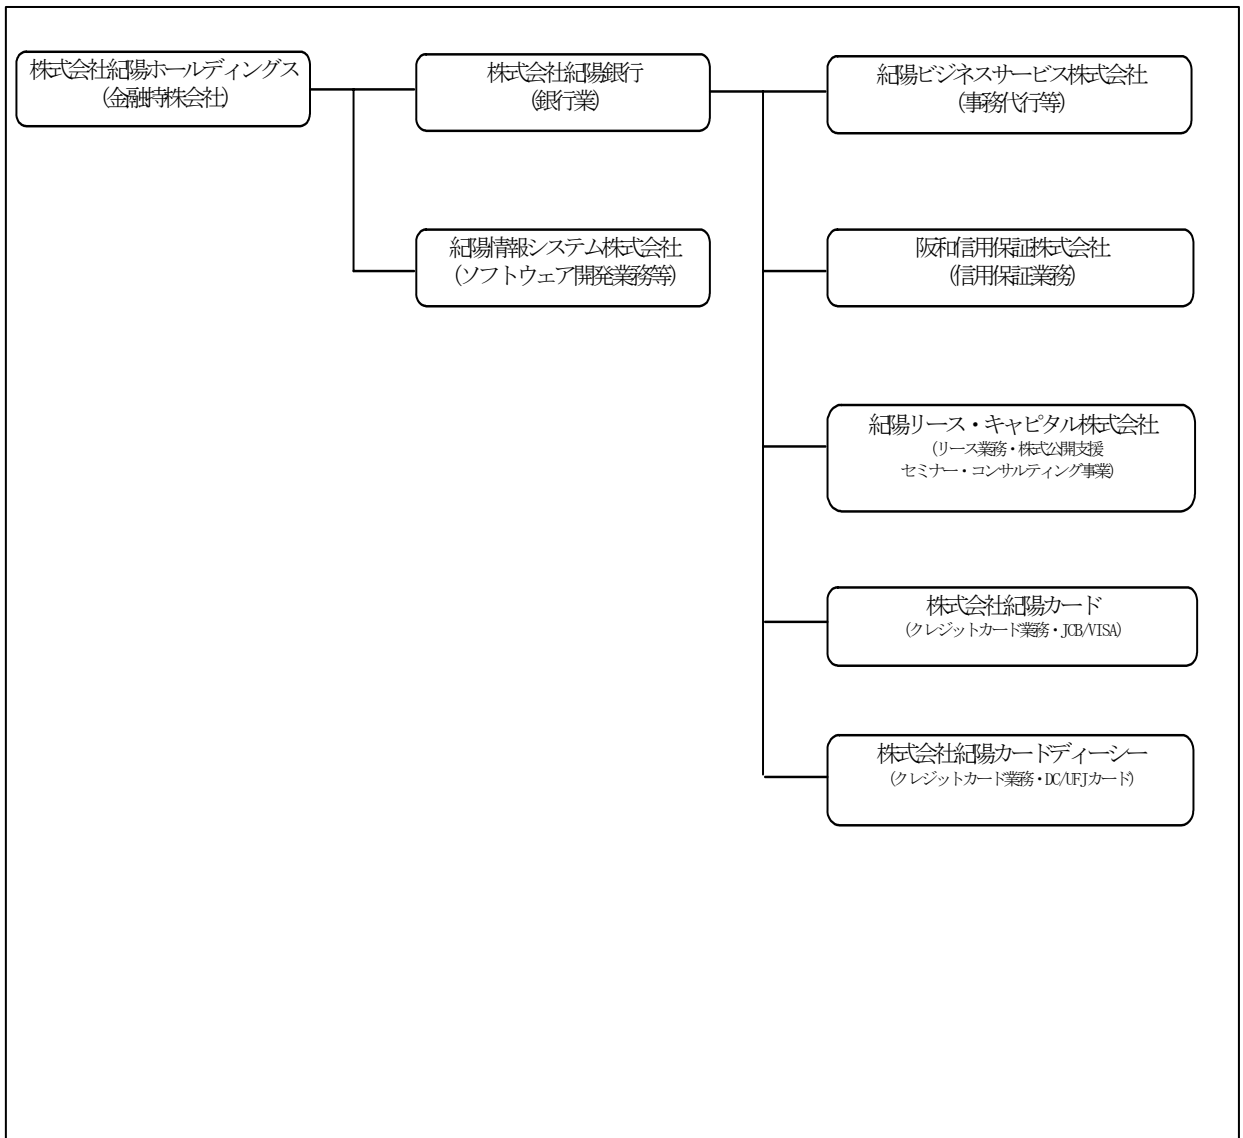 株式会社紀陽ホールディングス
(金融持株会社)
株式会社紀陽銀行
(銀行業)
紀陽ビジネスサービス株式会社
(事務代行等)
紀陽情報システム株式会社
(ソフトウェア開発業務等)
阪和信用保証株式会社
(信用保証業務)
紀陽リース・キャピタル株式会社
(リース業務・株式公開支援
セミナー・コンサルティング事業)
株式会社紀陽カード
(クレジットカード業務・JCB/VISA)
株式会社紀陽カードディーシー
(クレジットカード業務・DC/UFJカード)